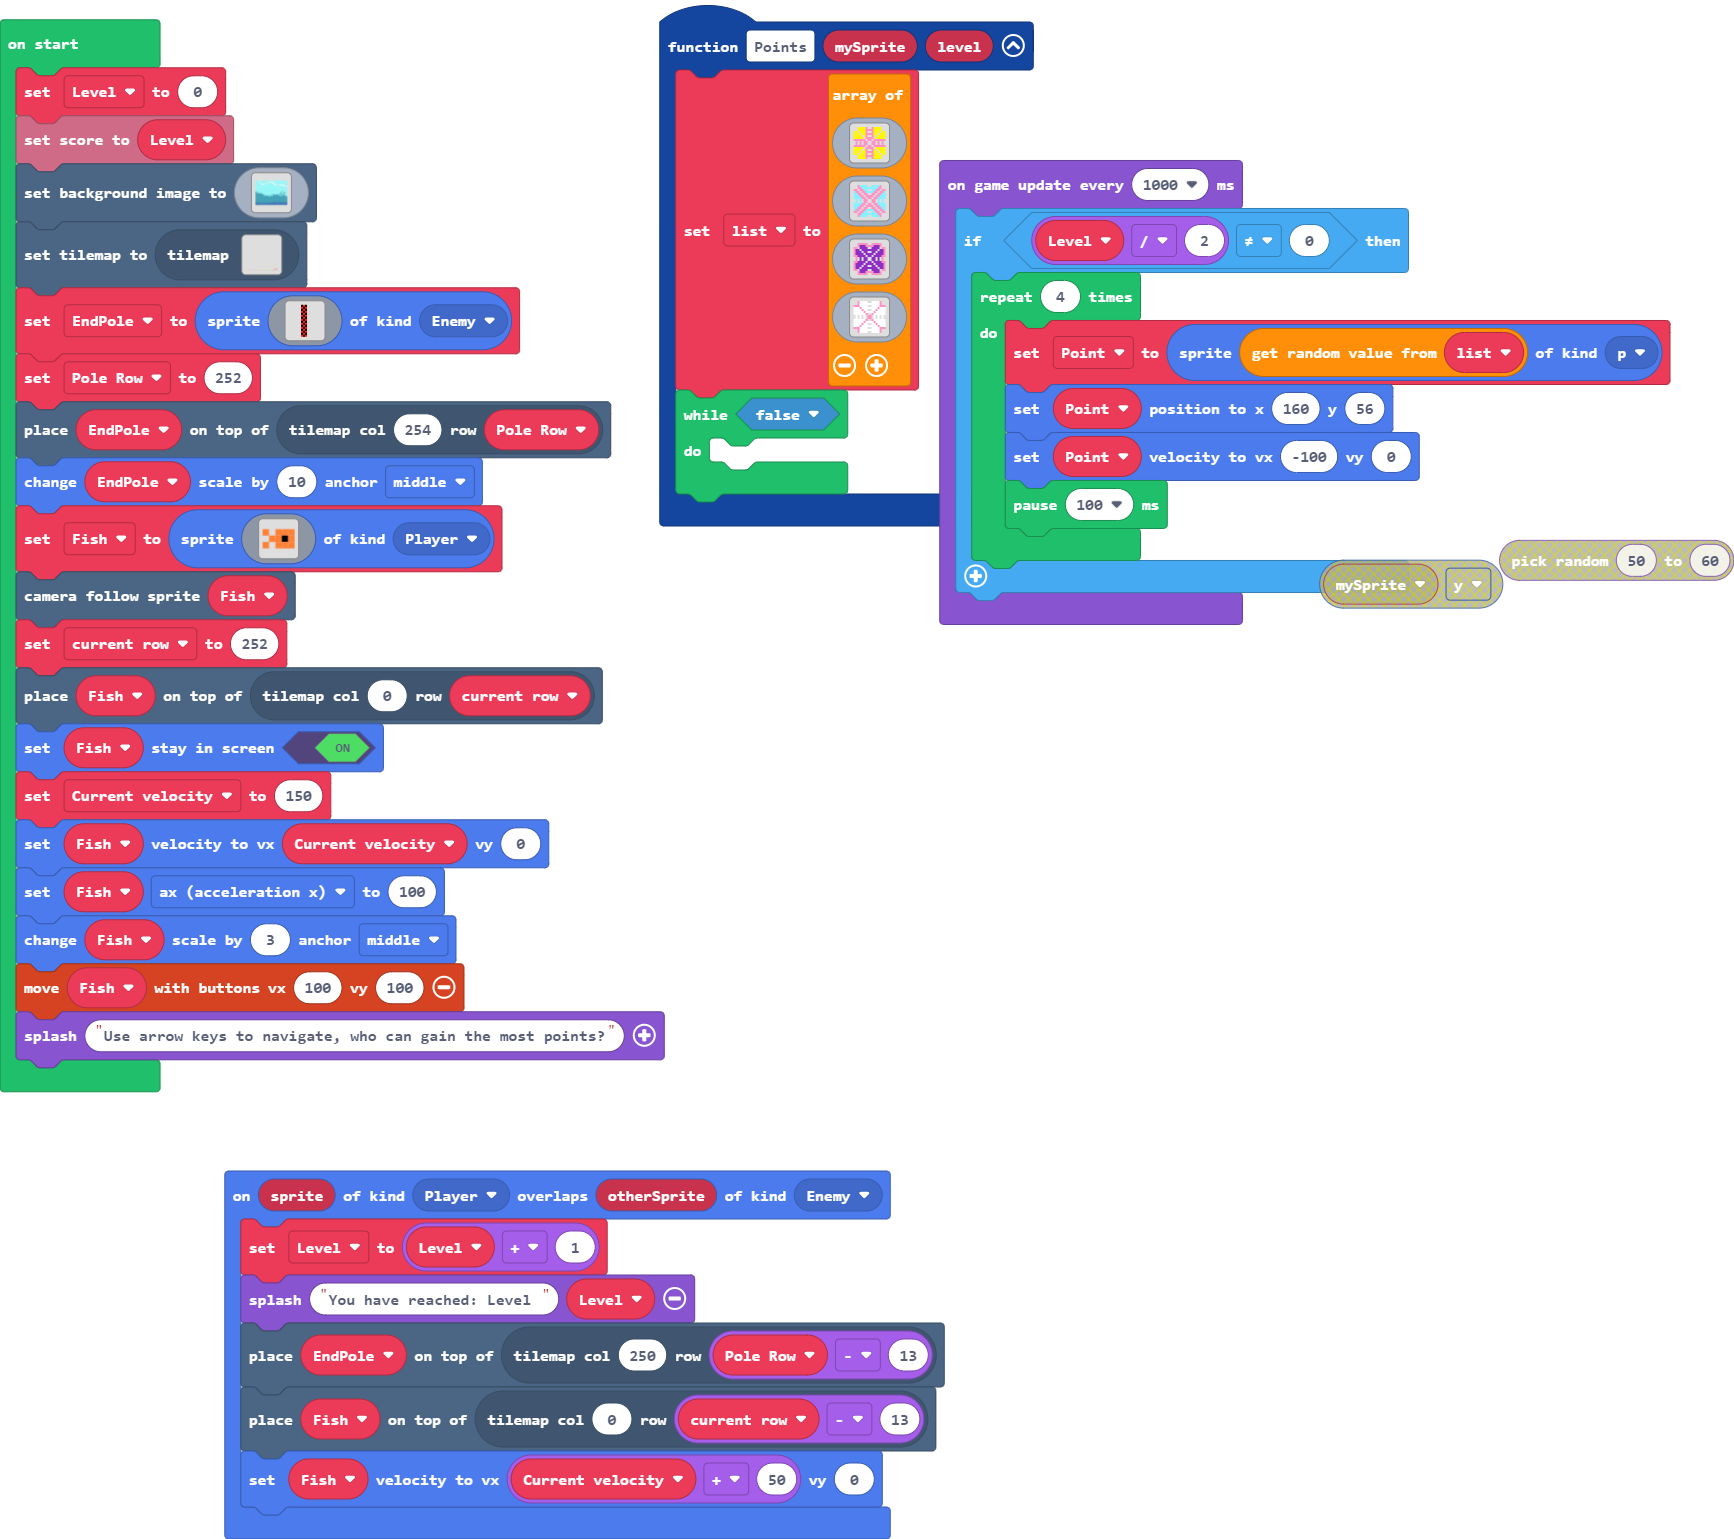 on start
set Level to 0
set score to Level
set background image to
set tilemap to tilemap
set EndPole to sprite of kind Enemy
set Pole Row to 252
place EndPole on top of tilemap col 254 row Pole Row
change EndPole scale by 10 anchor middle
set Fish to sprite of kind Player
camera follow sprite Fish
set current row to 252
place Fish on top of tilemap col 0 row current row
set Fish stay in screen ON
set Current velocity to 150
set Fish velocity to vx Current velocity vy 0
set Fish ax (acceleration x) to 100
change Fish scale by 3 anchor middle
move Fish with buttons vx 100 vy 100
splash "Use arrow keys to navigate, who can gain the most points?"
function Points mySprite level
set list to array of
while false
do
on game update every 1000 ms
if Level / 2 ≠ 0 then
repeat 4 times
do
set Point to sprite get random value from list of kind p
set Point position to x 160 y 56
set Point velocity to vx -100 vy 0
pause 100 ms
mySprite y
pick random 50 to 60
on sprite of kind Player overlaps otherSprite of kind Enemy
set Level to Level + 1
splash "You have reached: Level " Level
place EndPole on top of tilemap col 250 row Pole Row - 13
place Fish on top of tilemap col 0 row current row - 13
set Fish velocity to vx Current velocity + 50 vy 0